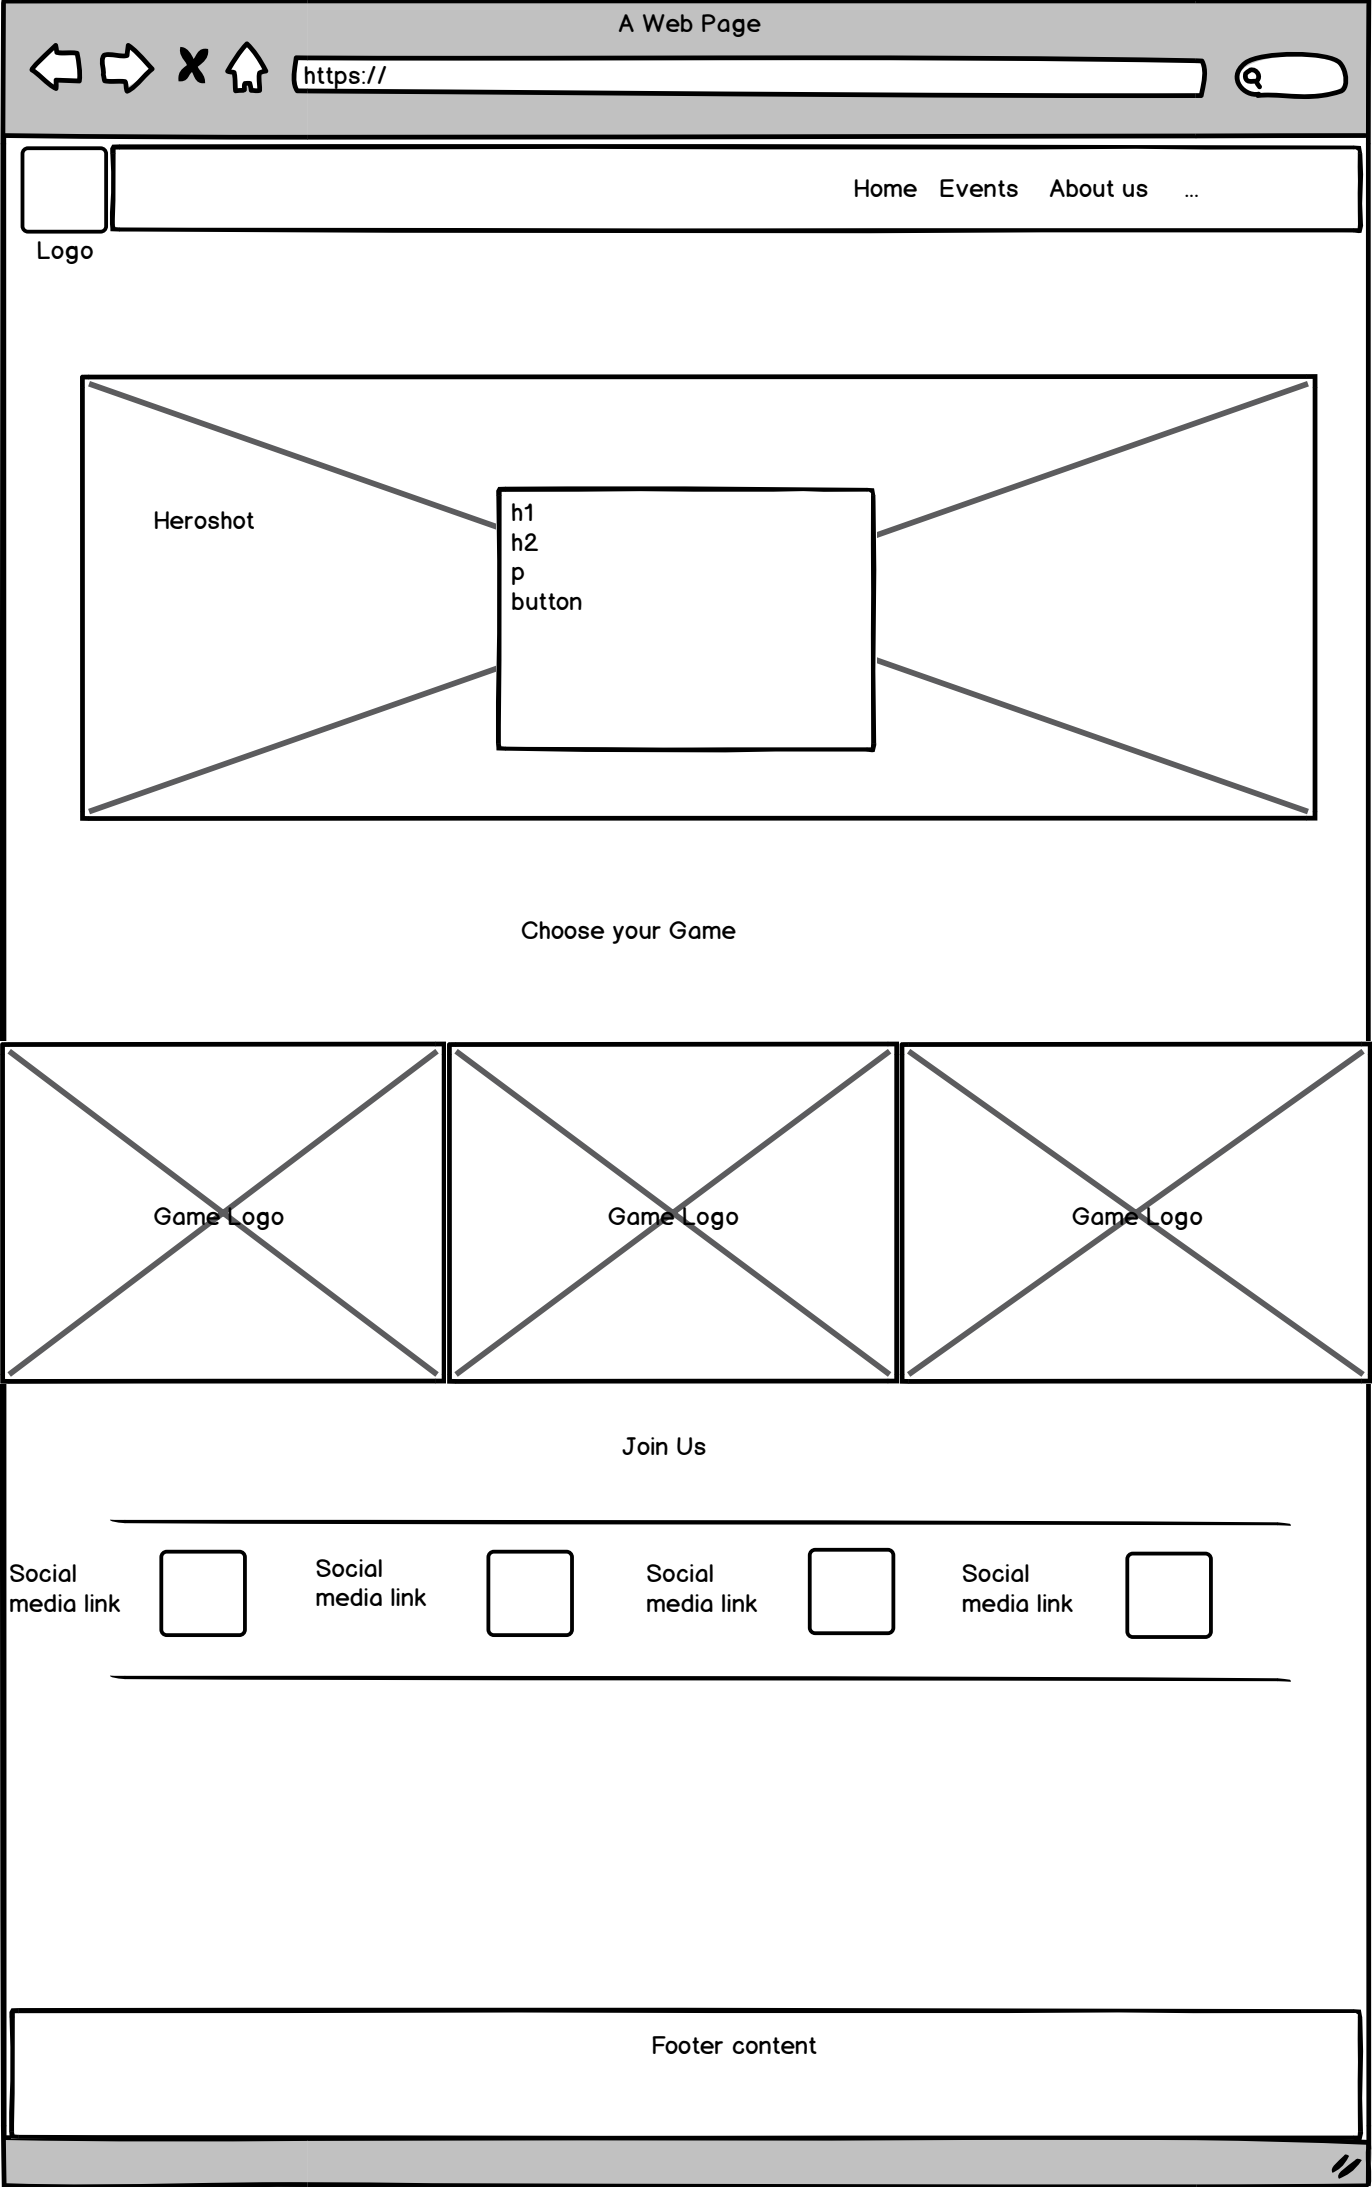 A Web Page
https://
Home Events About us ...
Logo
Heroshot
h1
h2
p
button
Choose your Game
Game Logo
Game Logo
Game Logo
Join Us
Social
media link
Social
media link
Social
media link
Social
media link
Footer content